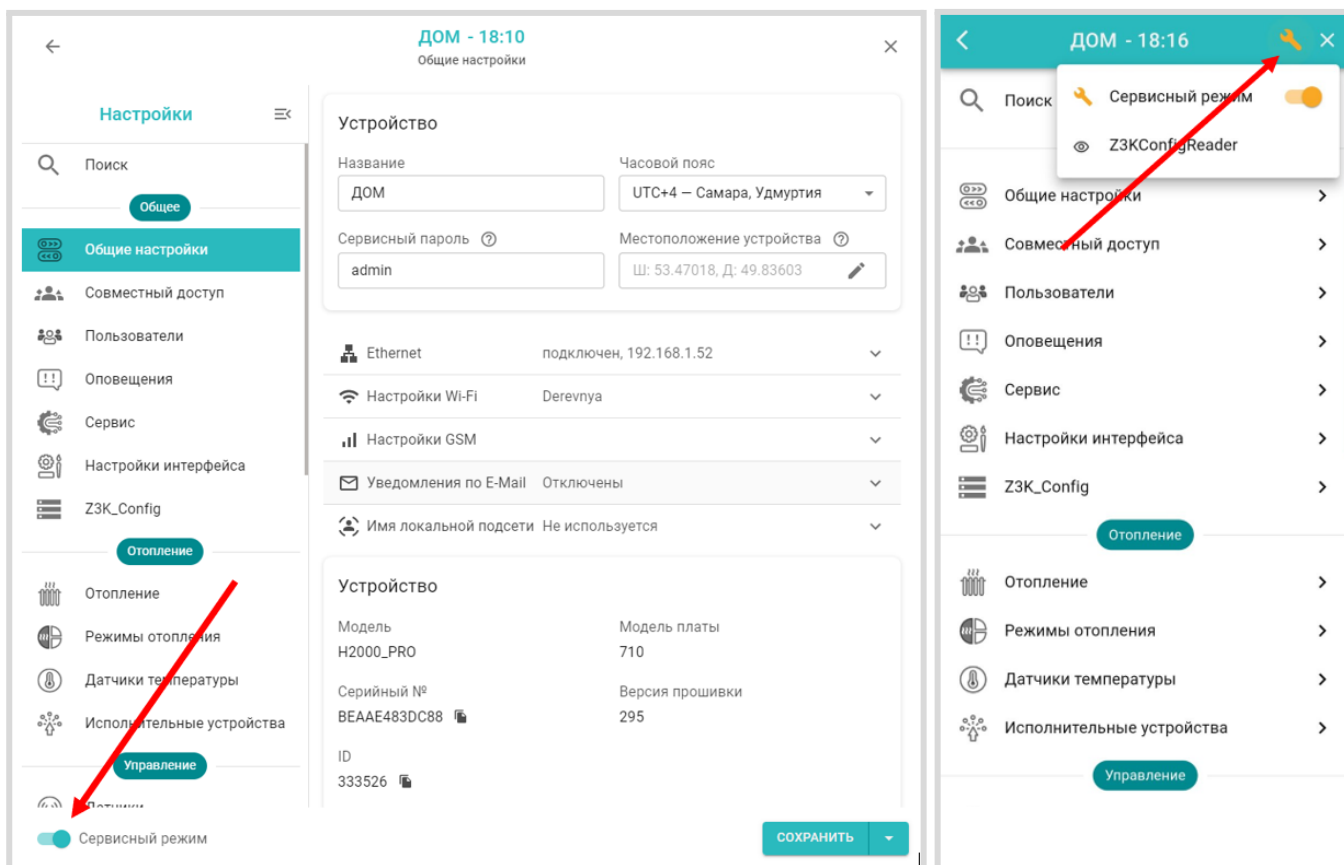 ДОМ - 18:10
Общие настройки
Настройки
Поиск
Общее
Общие настройки
Совместный доступ
Пользователи
Оповещения
Сервис
Настройки интерфейса
Z3K_Config
Отопление
Отопление
Режимы отопления
Датчики температуры
Исполнительные устройства
Управление
Датчики
Сервисный режим
Устройство
Название
Часовой пояс
ДОМ
UTC+4 — Самара, Удмуртия
Сервисный пароль
Местоположение устройства
admin
Ш: 53.47018, Д: 49.83603
Ethernet подключен, 192.168.1.52
Настройки Wi-Fi Derevnya
Настройки GSM
Уведомления по E-Mail Отключены
Имя локальной подсети Не используется
Устройство
Модель
Модель платы
H2000_PRO
710
Серийный №
Версия прошивки
BEAAE483DC88
295
ID
333526
СОХРАНИТЬ
ДОМ - 18:16
Поиск
Сервисный режим
Z3KConfigReader
Общие настройки
Совместный доступ
Пользователи
Оповещения
Сервис
Настройки интерфейса
Z3K_Config
Отопление
Отопление
Режимы отопления
Датчики температуры
Исполнительные устройства
Управление